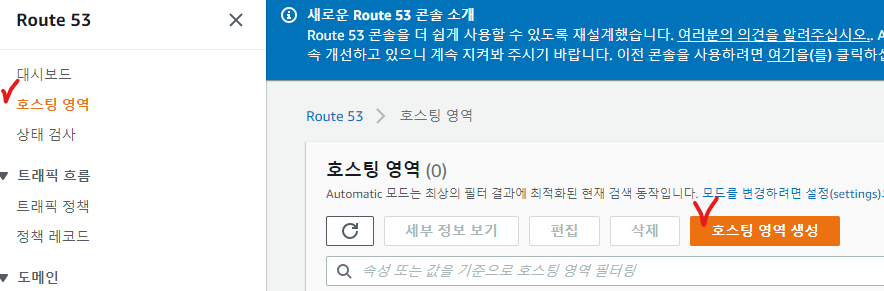 Route 53
대시보드
호스팅 영역
상태 검사
트래픽 흐름
트래픽 정책
정책 레코드
도메인
새로운 Route 53 콘솔 소개
Route 53 콘솔을 더 쉽게 사용할 수 있도록 재설계했습니다. 여러분의 의견을 알려주십시오.. A
속 개선하고 있으니 계속 지켜봐 주시기 바랍니다. 이전 콘솔을 사용하려면 여기을(를) 클릭하십
Route 53 > 호스팅 영역
호스팅 영역 (0)
Automatic 모드는 최상의 필터 결과에 최적화된 현재 검색 동작입니다. 모드를 변경하려면 설정(settings)으
세부 정보 보기 편집 삭제 호스팅 영역 생성
속성 또는 값을 기준으로 호스팅 영역 필터링